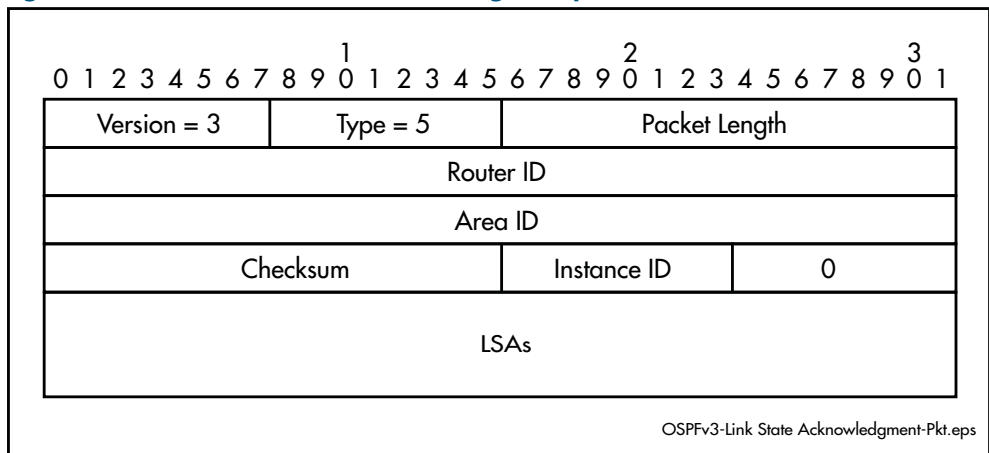 1 2 3
0 1 2 3 4 5 6 7 8 9 0 1 2 3 4 5 6 7 8 9 0 1 2 3 4 5 6 7 8 9 0 1
Version = 3 Type = 5 Packet Length
Router ID
Area ID
Checksum Instance ID 0
LSAs
OSPFv3-Link State Acknowledgment-Pkt.eps